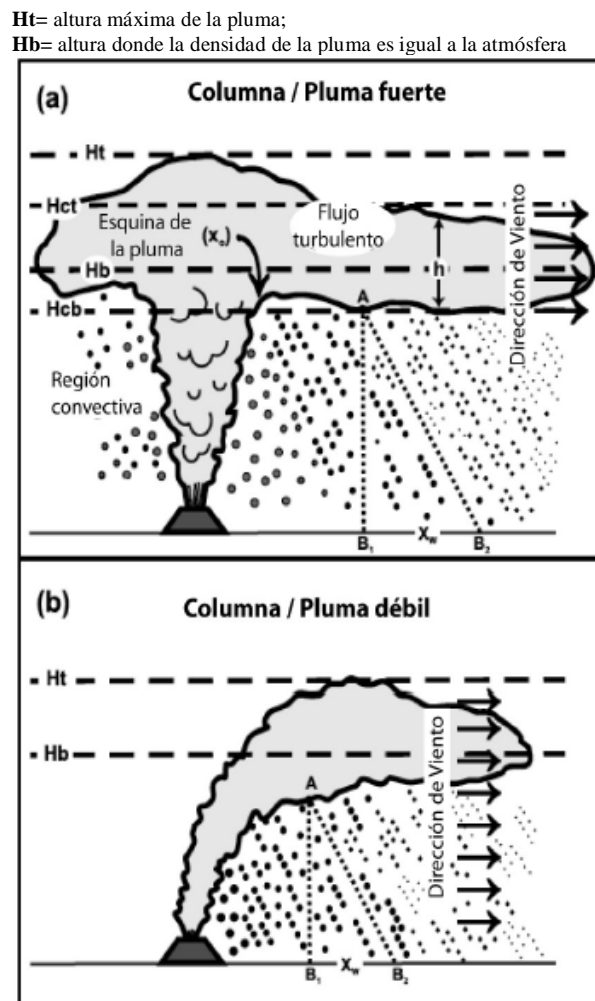 Ht= altura máxima de la pluma;
Hb= altura donde la densidad de la pluma es igual a la atmósfera
(a)
Columna / Pluma fuerte
Ht
Hct
Esquina de
la pluma
(x₀)
Flujo
turbulento
Hb
h
Hcb
A
Dirección de Viento
Región
convectiva
B₁
Xw
B₂
(b)
Columna / Pluma débil
Ht
Hb
A
Dirección de Viento
B₁
Xw
B₂